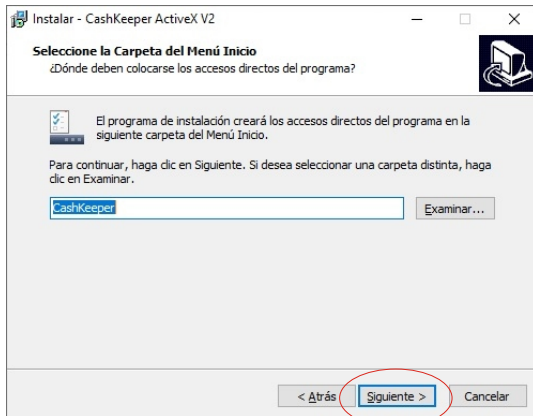 Instalar - CashKeeper ActiveX V2
Seleccione la Carpeta del Menú Inicio
¿Dónde deben colocarse los accesos directos del programa?
El programa de instalación creará los accesos directos del programa en la
siguiente carpeta del Menú Inicio.
Para continuar, haga clic en Siguiente. Si desea seleccionar una carpeta distinta, haga
clic en Examinar.
CashKeeper
Examinar...
< Atrás
Siguiente >
Cancelar